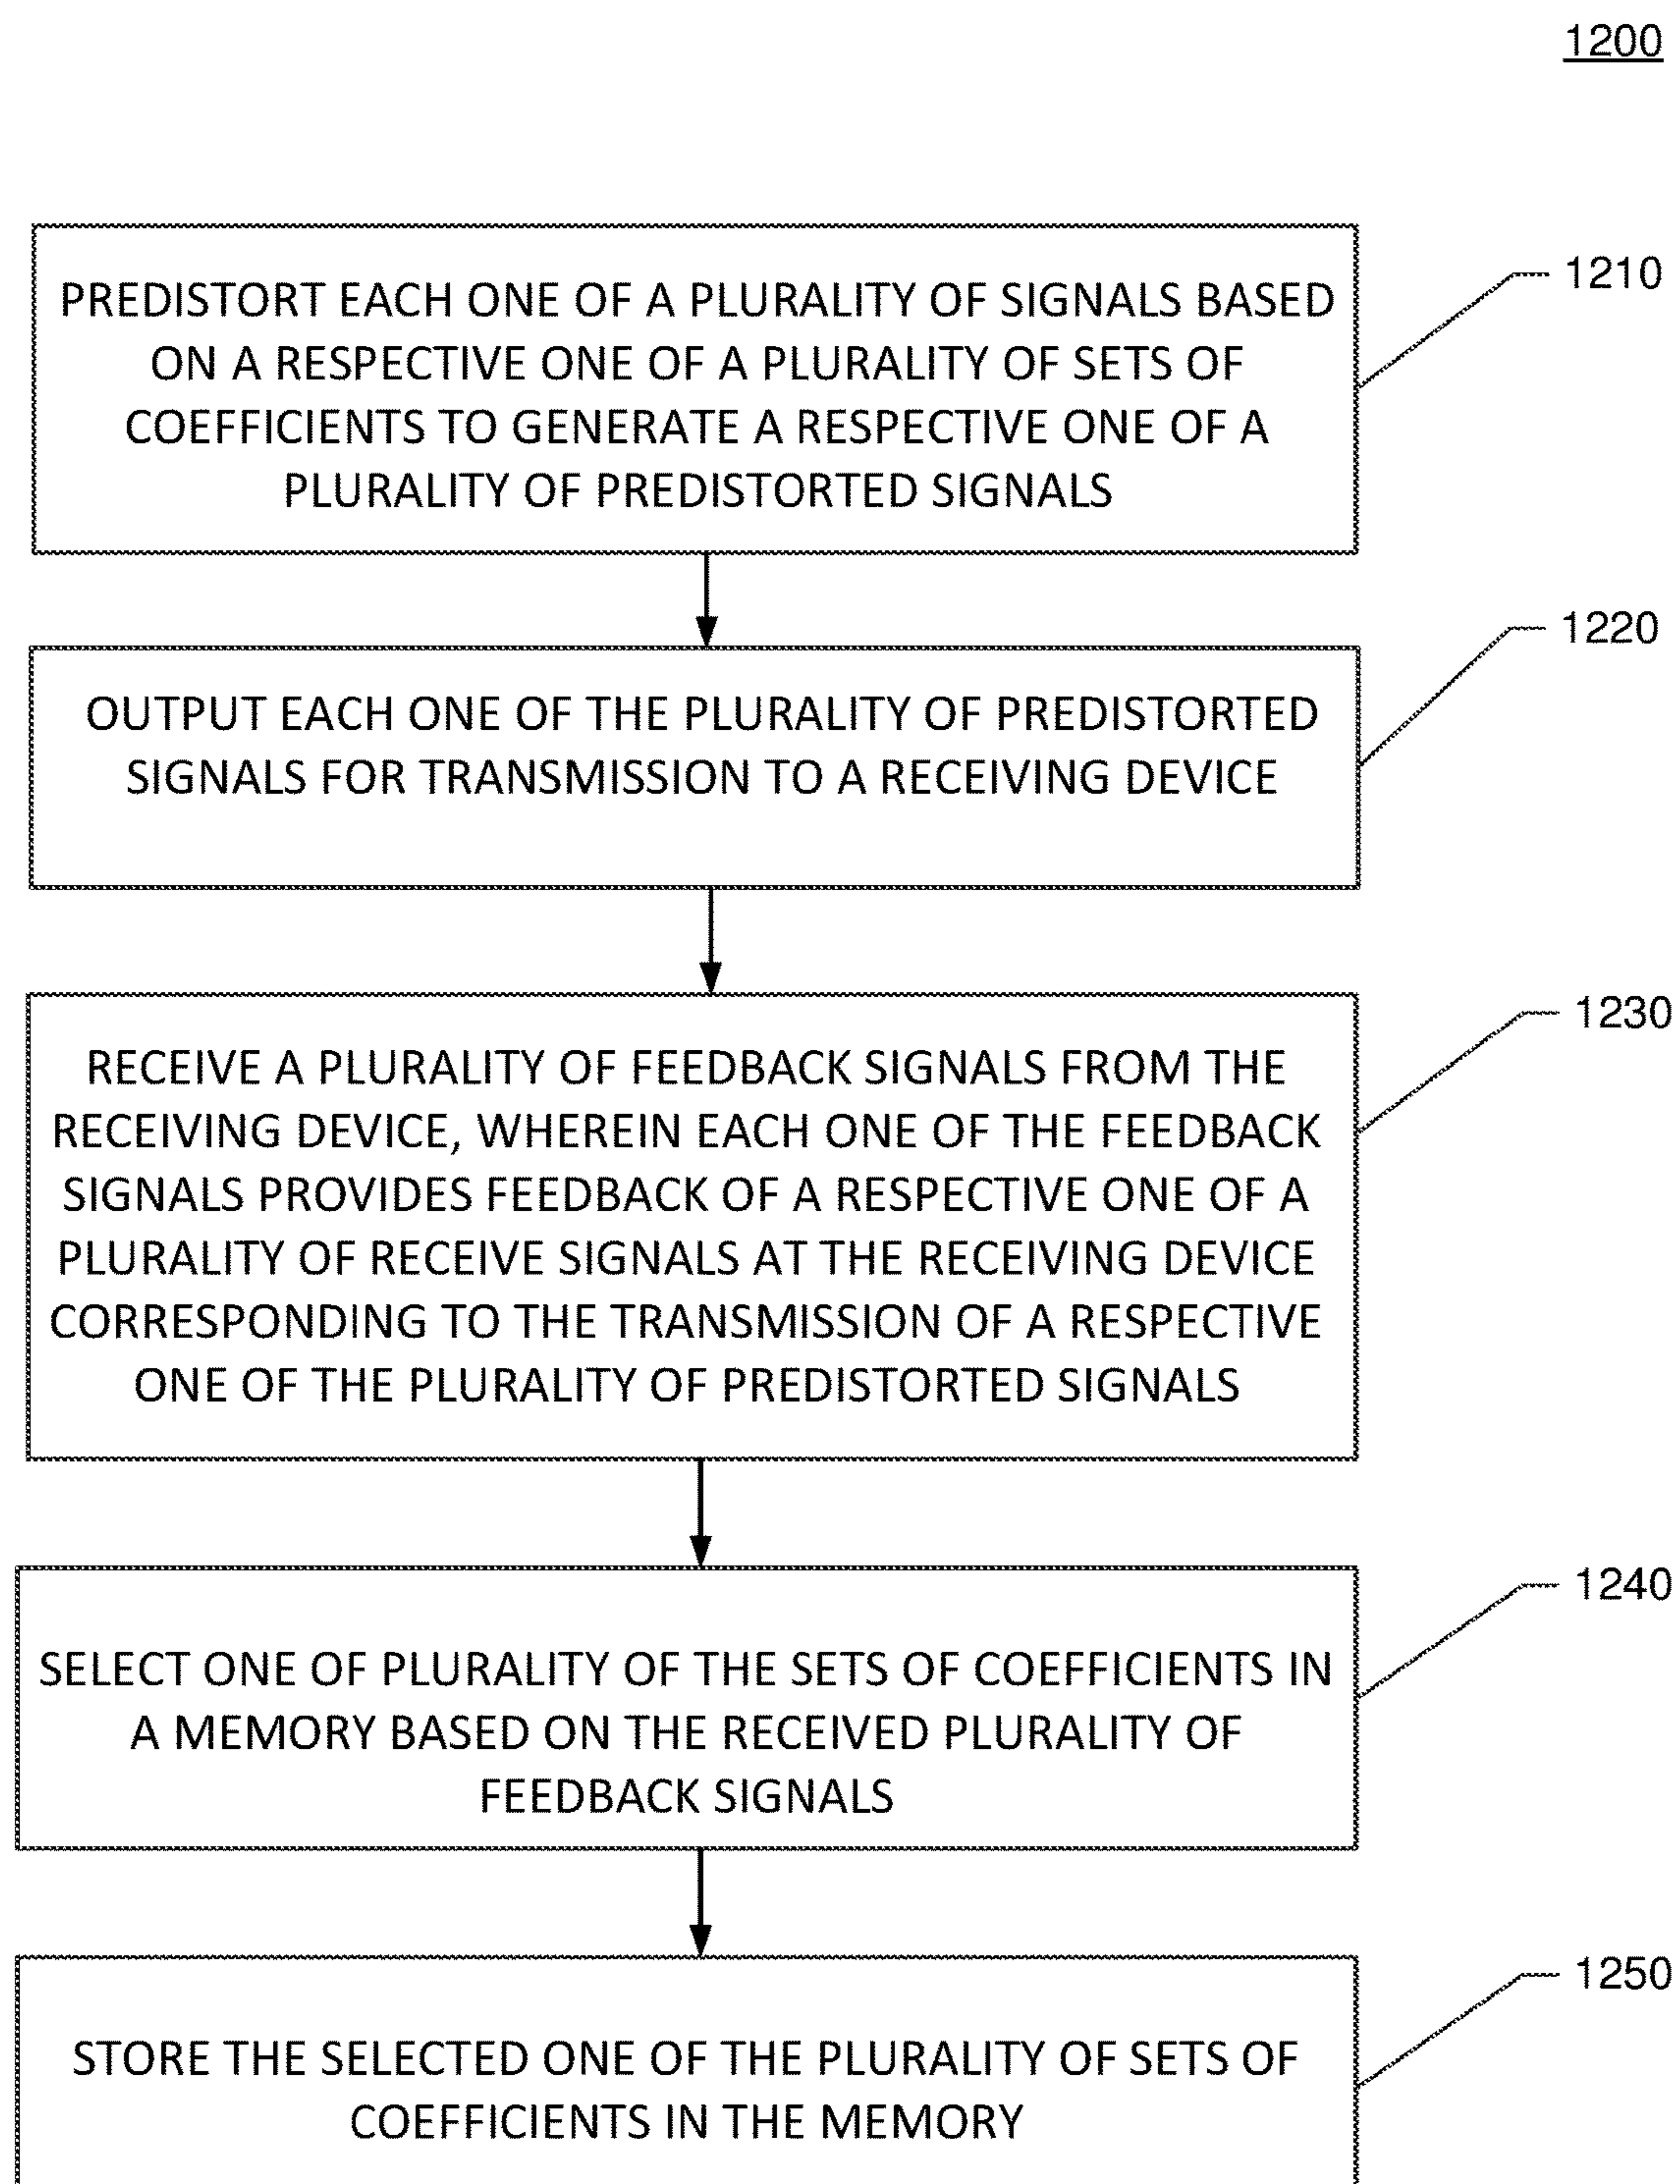 1200
PREDISTORT EACH ONE OF A PLURALITY OF SIGNALS BASED
ON A RESPECTIVE ONE OF A PLURALITY OF SETS OF
COEFFICIENTS TO GENERATE A RESPECTIVE ONE OF A
PLURALITY OF PREDISTORTED SIGNALS
1210
OUTPUT EACH ONE OF THE PLURALITY OF PREDISTORTED
SIGNALS FOR TRANSMISSION TO A RECEIVING DEVICE
1220
RECEIVE A PLURALITY OF FEEDBACK SIGNALS FROM THE
RECEIVING DEVICE, WHEREIN EACH ONE OF THE FEEDBACK
SIGNALS PROVIDES FEEDBACK OF A RESPECTIVE ONE OF A
PLURALITY OF RECEIVE SIGNALS AT THE RECEIVING DEVICE
CORRESPONDING TO THE TRANSMISSION OF A RESPECTIVE
ONE OF THE PLURALITY OF PREDISTORTED SIGNALS
1230
SELECT ONE OF PLURALITY OF THE SETS OF COEFFICIENTS IN
A MEMORY BASED ON THE RECEIVED PLURALITY OF
FEEDBACK SIGNALS
1240
STORE THE SELECTED ONE OF THE PLURALITY OF SETS OF
COEFFICIENTS IN THE MEMORY
1250